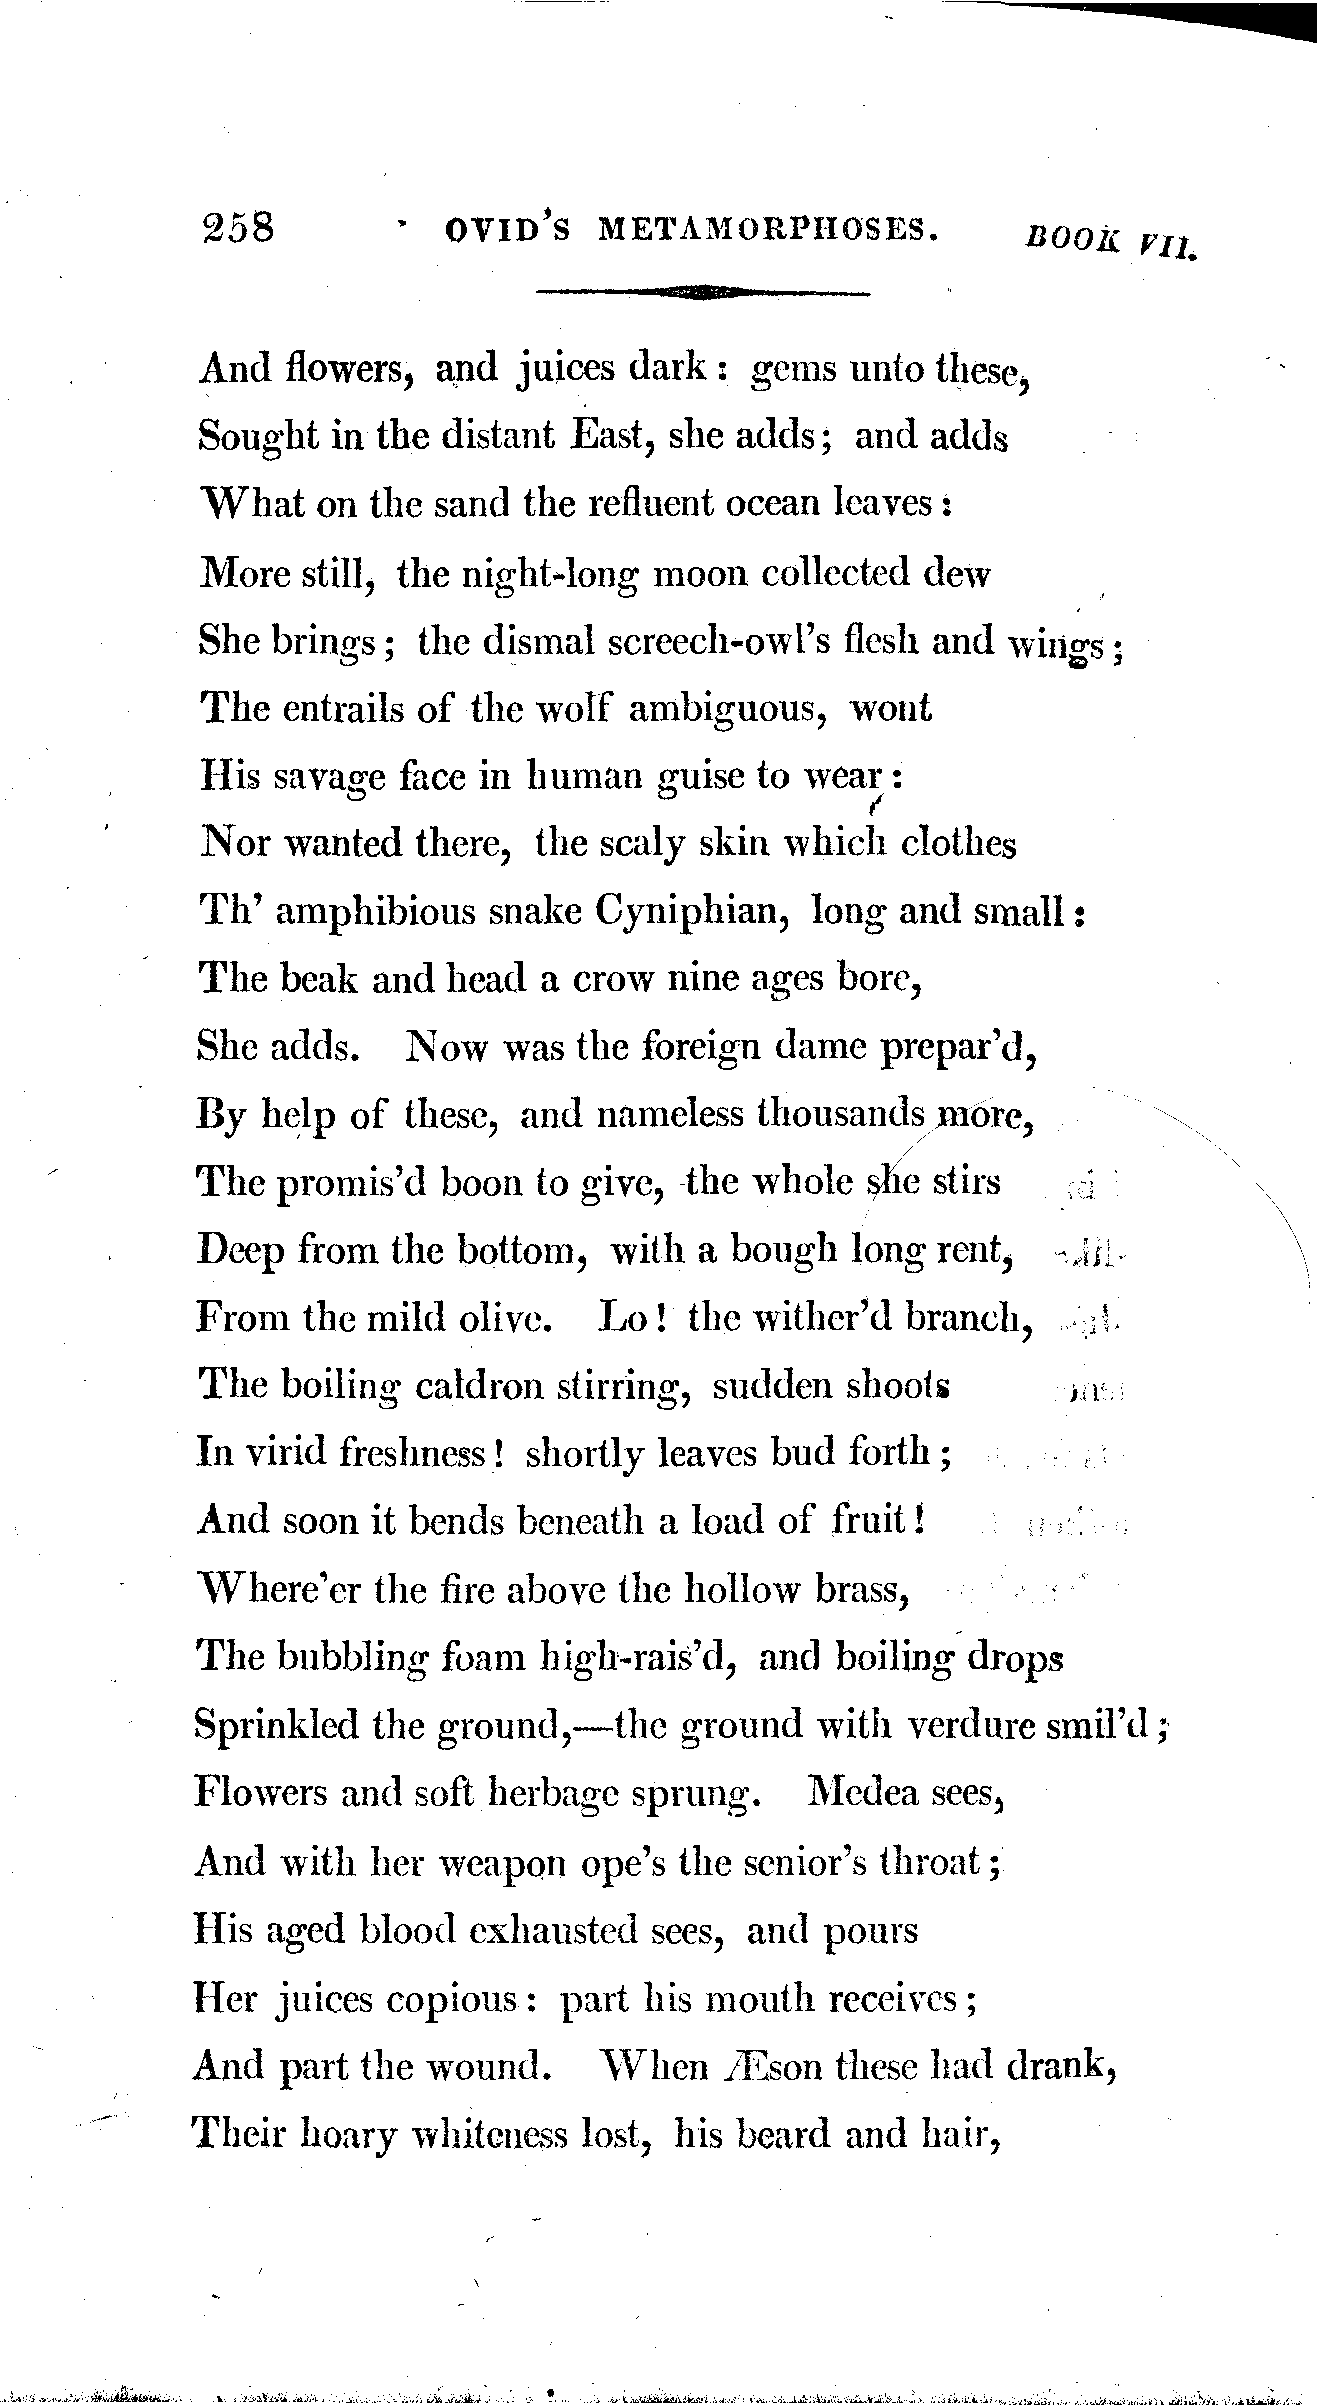 258 OVID'S METAMORPHOSES. BOOK VII.
And flowers, and juices dark: gems unto these,
Sought in the distant East, she adds; and adds
What on the sand the refluent ocean leaves:
More still, the night-long moon collected dew
She brings; the dismal screech-owl's flesh and wings;
The entrails of the wolf ambiguous, wont
His savage face in human guise to wear:
Nor wanted there, the scaly skin which clothes
Th' amphibious snake Cyniphian, long and small:
The beak and head a crow nine ages bore,
She adds. Now was the foreign dame prepar'd,
By help of these, and nameless thousands more,
The promis'd boon to give, the whole she stirs
Deep from the bottom, with a bough long rent,
From the mild olive. Lo! the wither'd branch,
The boiling caldron stirring, sudden shoots
In virid freshness! shortly leaves bud forth;
And soon it bends beneath a load of fruit!
Where'er the fire above the hollow brass,
The bubbling foam high-rais'd, and boiling drops
Sprinkled the ground,—the ground with verdure smil'd;
Flowers and soft herbage sprung. Medea sees,
And with her weapon ope's the senior's throat;
His aged blood exhausted sees, and pours
Her juices copious: part his mouth receives;
And part the wound. When Æson these had drank,
Their hoary whiteness lost, his beard and hair,